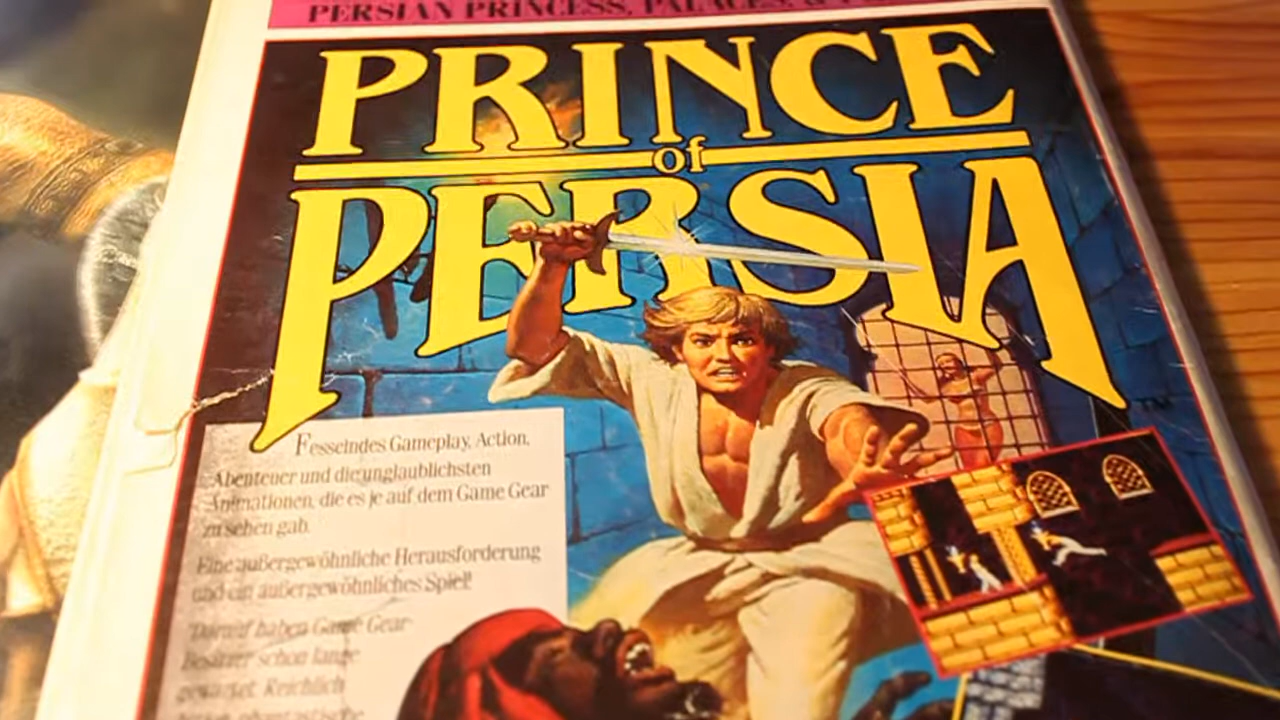 PERSIAN PRINCESS, PALACES, &
PRINCE
of
PERSIA
TM
Fesselndes Gameplay, Action,
Abenteuer und die unglaublichsten
Animationen, die es je auf dem Game Gear
zu sehen gab.
Eine außergewöhnliche Herausforderung
und ein außergewöhnliches Spiel!
"Darauf haben Game Gear-
Besitzer schon lange
gewartet. Reichlich
phantastische